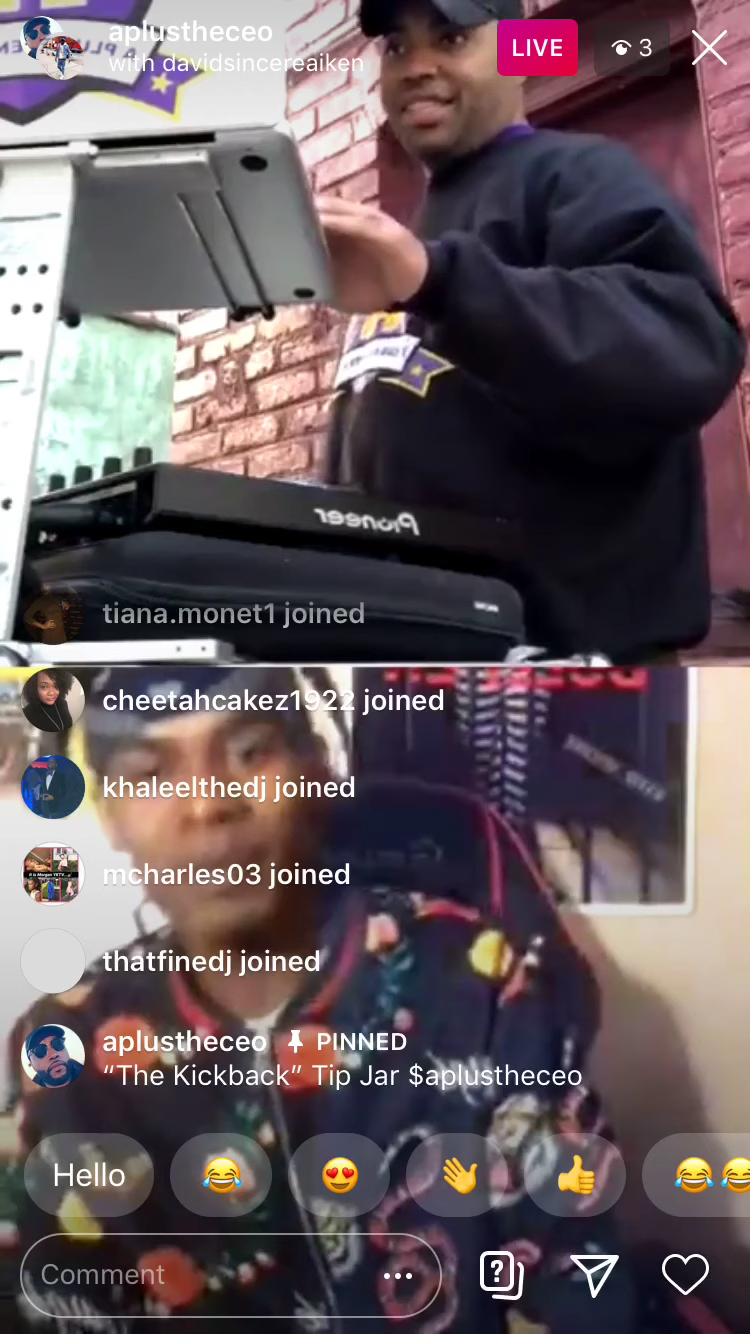 aplustheceo
with davidsincereaiken
LIVE
3
Pioneer
tiana.monet1 joined
cheetahcakez1922 joined
khaleelthedj joined
mcharles03 joined
thatfinedj joined
aplustheceo PINNED
“The Kickback” Tip Jar $aplustheceo
Hello
Comment